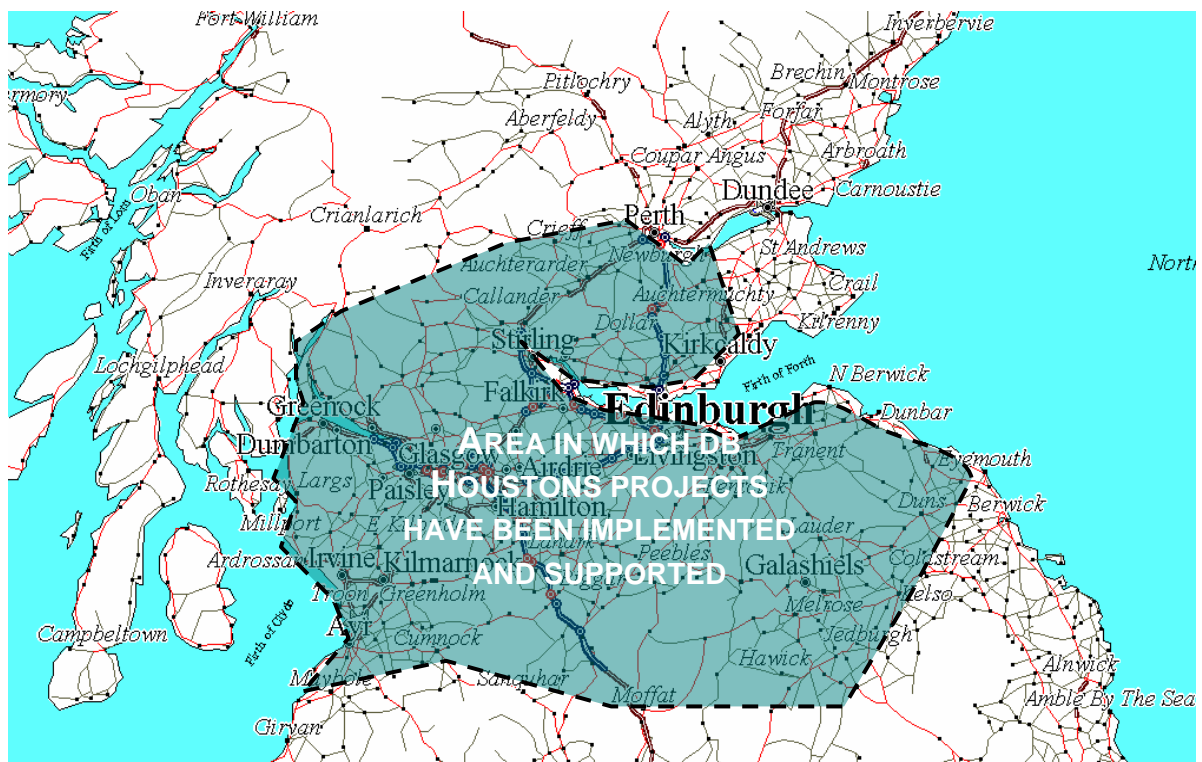 Fort William
Inverbervie
Brechin
Pitlochry
Montrose
ermory
Forfar
Aberfeldy
Alyth
Coupar Angus
Arbroath
Oban
Dundee
Carnoustie
Firth of Lorn
Crianlarich
Perth
Crieff
St Andrews
Newburgh
North
Auchterarder
Inveraray
Crail
Callander
Auchtermuchty
Dollar
Kilrenny
Stirling
Kirkcaldy
Lochgilphead
Firth of Forth
N Berwick
Falkirk
Greenock
Edinburgh
Dunbar
Dumbarton
AREA IN WHICH DB
Glasgow
Livingston
Tranent
Airdrie
Eyemouth
Rothesay
Largs
Paisley
HOUSTONS PROJECTS
Penicuik
Duns
Hamilton
Berwick
Millport
HAVE BEEN IMPLEMENTED
Lauder
Lanark
Ardrossan
Irvine
Kilmarnock
Peebles
Coldstream
AND SUPPORTED
Galashiels
Troon
Greenholm
Kelso
Melrose
Firth of Clyde
Campbeltown
Ayr
Cumnock
Jedburgh
Hawick
Alnwick
Maybole
Sanquhar
Moffat
Amble By The Sea
Girvan